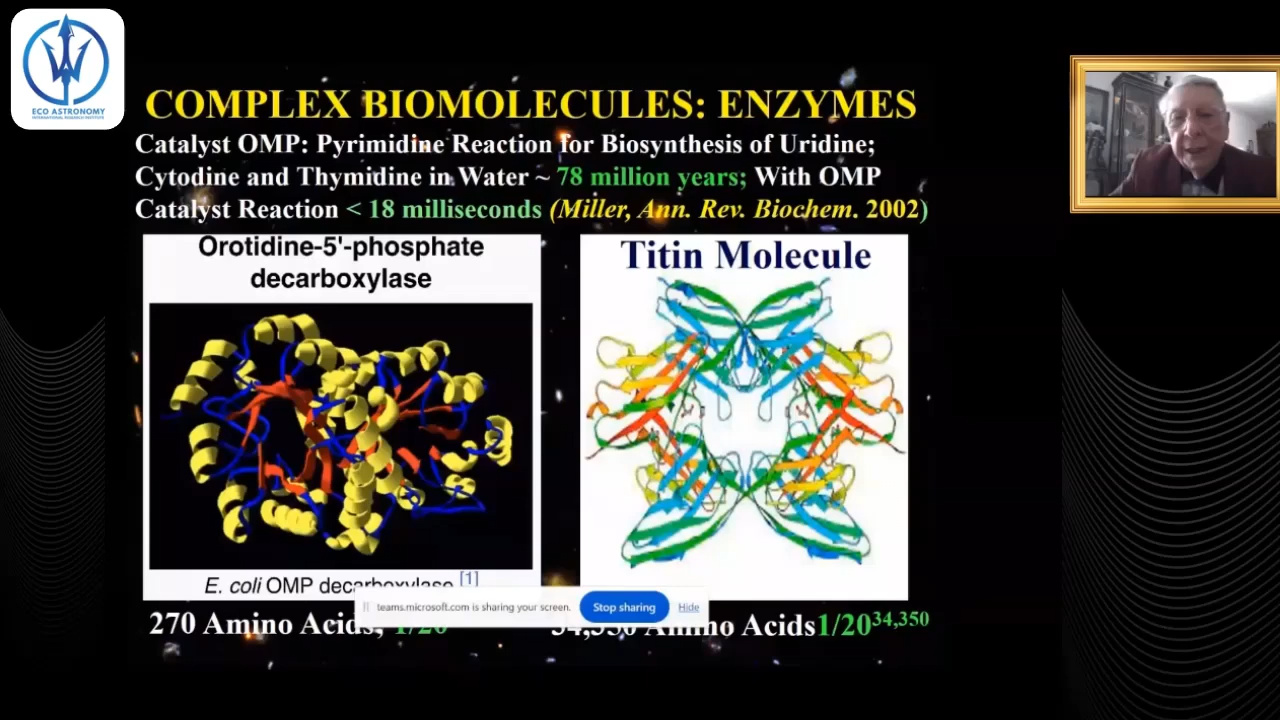 ECO ASTRONOMY
COMPLEX BIOMOLECULES: ENZYMES
Catalyst OMP: Pyrimidine Reaction for Biosynthesis of Uridine;
Cytodine and Thymidine in Water ~ 78 million years; With OMP
Catalyst Reaction < 18 milliseconds (Miller, Ann. Rev. Biochem. 2002)
Orotidine-5'-phosphate
decarboxylase
Titin Molecule
E. coli OMP decarboxylase [1]
teams.microsoft.com is sharing your screen.
Stop sharing
Hide
270 Amino Acids; 1/20
34,350 Amino Acids 1/20^34,350